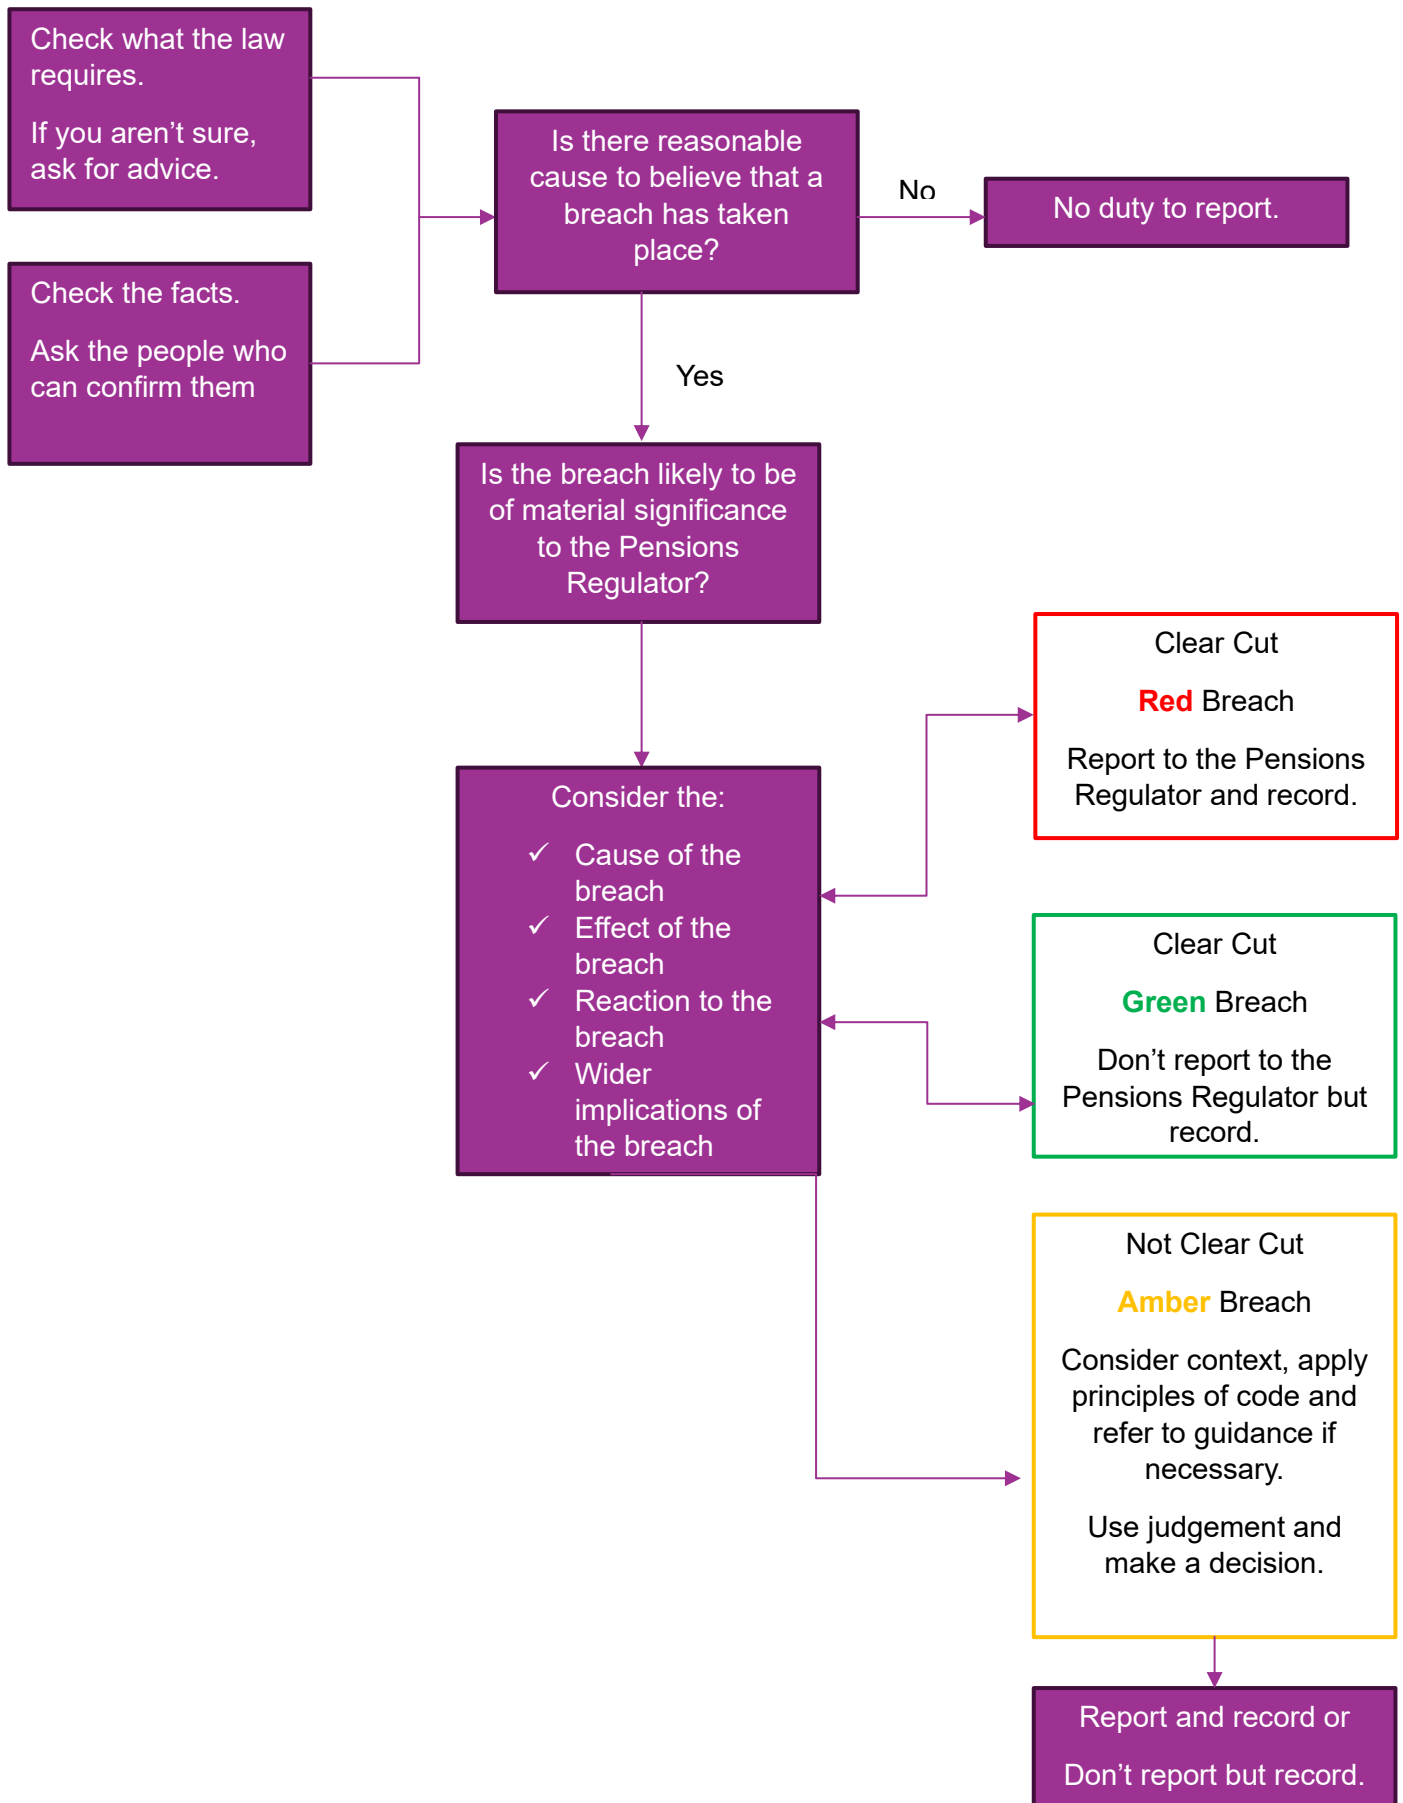 Check what the law
requires.
If you aren’t sure,
ask for advice.
Is there reasonable
cause to believe that a
breach has taken
place?
No
No duty to report.
Check the facts.
Ask the people who
can confirm them
Yes
Is the breach likely to be
of material significance
to the Pensions
Regulator?
Clear Cut
Red Breach
Report to the Pensions
Regulator and record.
Consider the:
✓ Cause of the
breach
✓ Effect of the
breach
✓ Reaction to the
breach
✓ Wider
implications of
the breach
Clear Cut
Green Breach
Don’t report to the
Pensions Regulator but
record.
Not Clear Cut
Amber Breach
Consider context, apply
principles of code and
refer to guidance if
necessary.
Use judgement and
make a decision.
Report and record or
Don’t report but record.